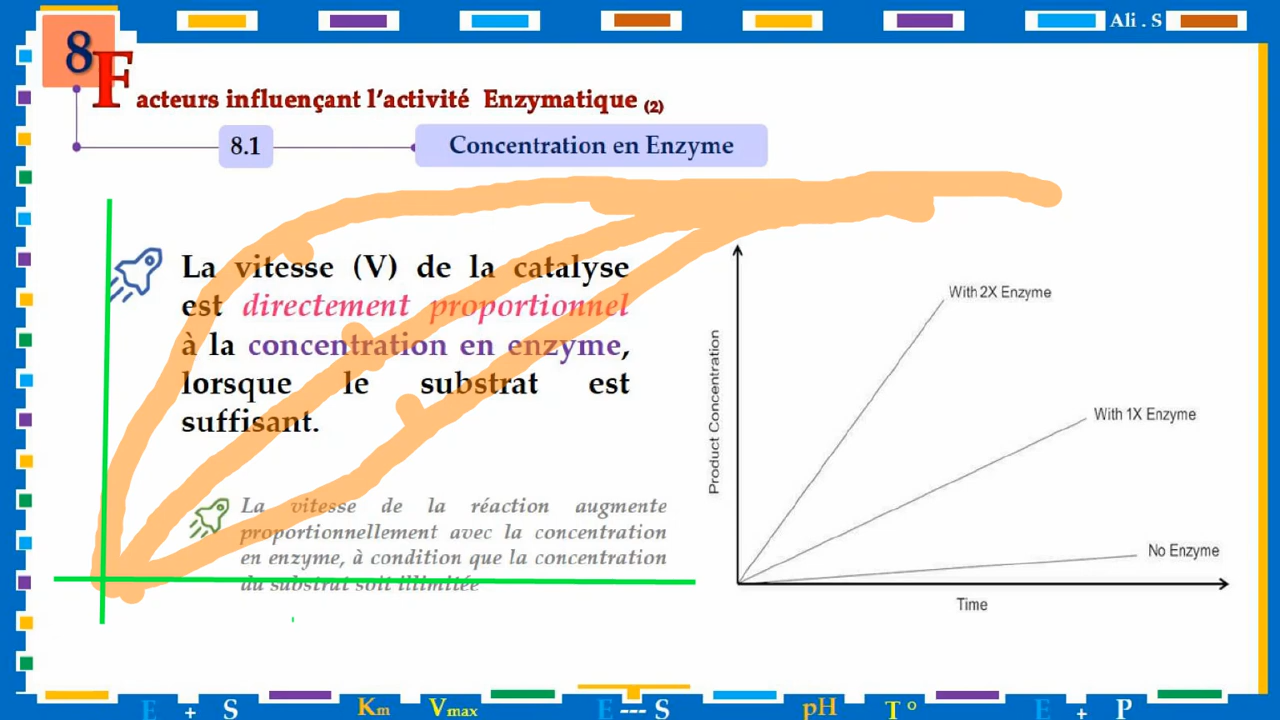 Ali . S
8
Facteurs influençant l'activité Enzymatique (2)
8.1
Concentration en Enzyme
La vitesse (V) de la catalyse
est directement proportionnel
à la concentration en enzyme,
lorsque le substrat est
suffisant.
La vitesse de la réaction augmente
proportionnellement avec la concentration
en enzyme, à condition que la concentration
du substrat soit illimitée
Product Concentration
With 2X Enzyme
With 1X Enzyme
No Enzyme
Time
E + S Km Vmax E --- S pH T° E + P